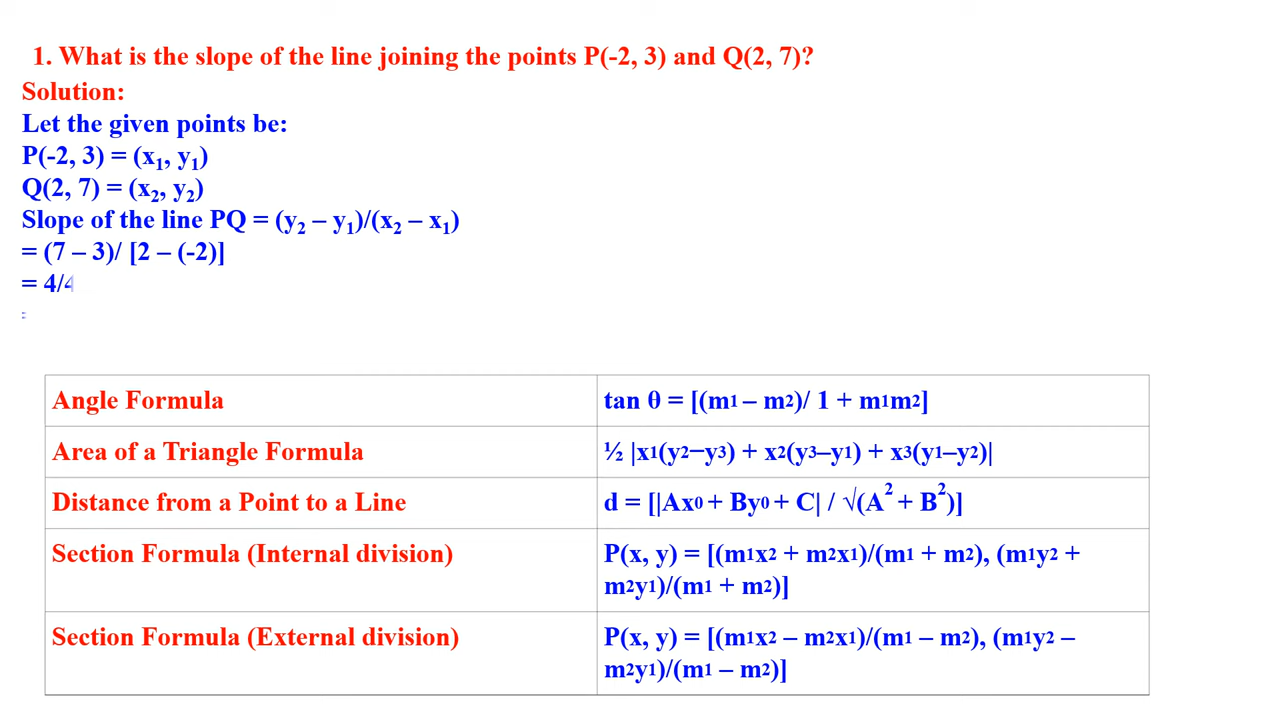 1. What is the slope of the line joining the points P(-2, 3) and Q(2, 7)?
Solution:
Let the given points be:
P(-2, 3) = (x₁, y₁)
Q(2, 7) = (x₂, y₂)
Slope of the line PQ = (y₂ – y₁)/(x₂ – x₁)
= (7 – 3)/ [2 – (-2)]
= 4/4
=
Angle Formula
tan θ = [(m1 – m2)/ 1 + m1m2]
Area of a Triangle Formula
½ |x1(y2−y3) + x2(y3–y1) + x3(y1–y2)|
Distance from a Point to a Line
d = [|Ax0 + By0 + C| / √(A² + B²)]
Section Formula (Internal division)
P(x, y) = [(m1x2 + m2x1)/(m1 + m2), (m1y2 +
m2y1)/(m1 + m2)]
Section Formula (External division)
P(x, y) = [(m1x2 – m2x1)/(m1 – m2), (m1y2 –
m2y1)/(m1 – m2)]